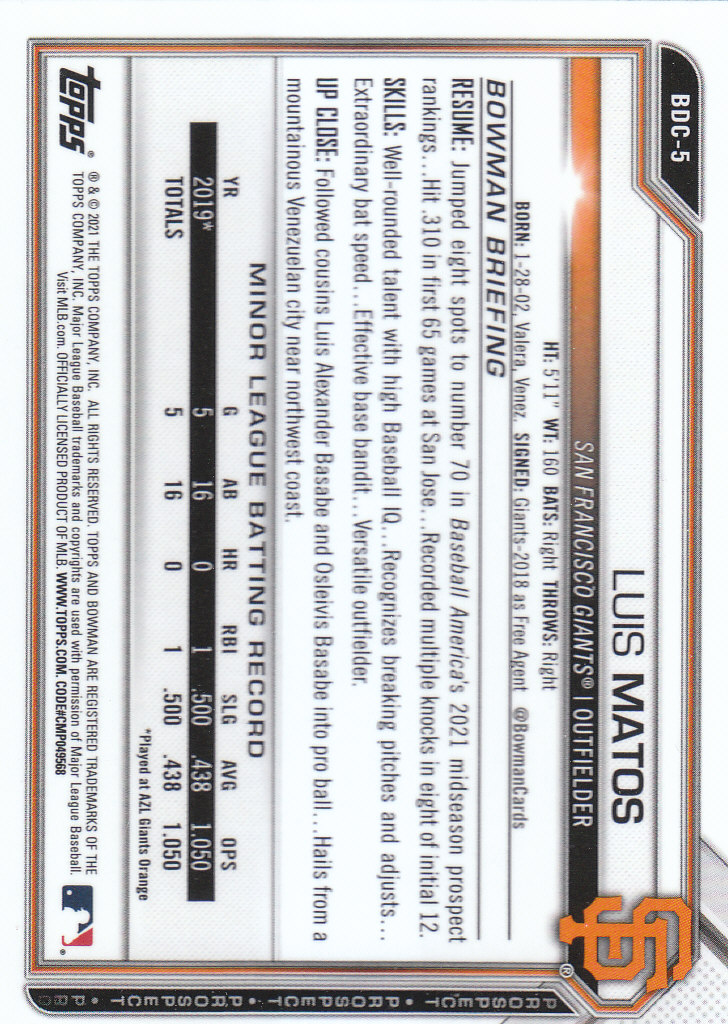 BDC-5
LUIS MATOS
SAN FRANCISCO GIANTS® | OUTFIELDER
HT: 5'11" WT: 160 BATS: Right THROWS: Right
BORN: 1-28-02, Valera, Venez. SIGNED: Giants-2018 as Free Agent @BowmanCards
BOWMAN BRIEFING
RESUME: Jumped eight spots to number 70 in Baseball America's 2021 midseason prospect
rankings...Hit .310 in first 65 games at San Jose...Recorded multiple knocks in eight of initial 12.
SKILLS: Well-rounded talent with high Baseball IQ...Recognizes breaking pitches and adjusts...
Extraordinary bat speed...Effective base bandit...Versatile outfielder.
UP CLOSE: Followed cousins Luis Alexander Basabe and Osleivis Basabe into pro ball...Hails from a
mountainous Venezuelan city near northwest coast.
MINOR LEAGUE BATTING RECORD
YR G AB HR RBI SLG AVG OPS
2019* 5 16 0 1 .500 .438 1.050
TOTALS 5 16 0 1 .500 .438 1.050
*Played at AZL Giants Orange
topps®
® & © 2021 THE TOPPS COMPANY, INC. ALL RIGHTS RESERVED. TOPPS AND BOWMAN ARE REGISTERED TRADEMARKS OF THE
TOPPS COMPANY, INC. Major League Baseball trademarks and copyrights are used with permission of Major League Baseball.
Visit MLB.com. OFFICIALLY LICENSED PRODUCT OF MLB. WWW.TOPPS.COM. CODE#CMP049568
SF®
PROSPECT • PROSPECT • PROSPECT • PR